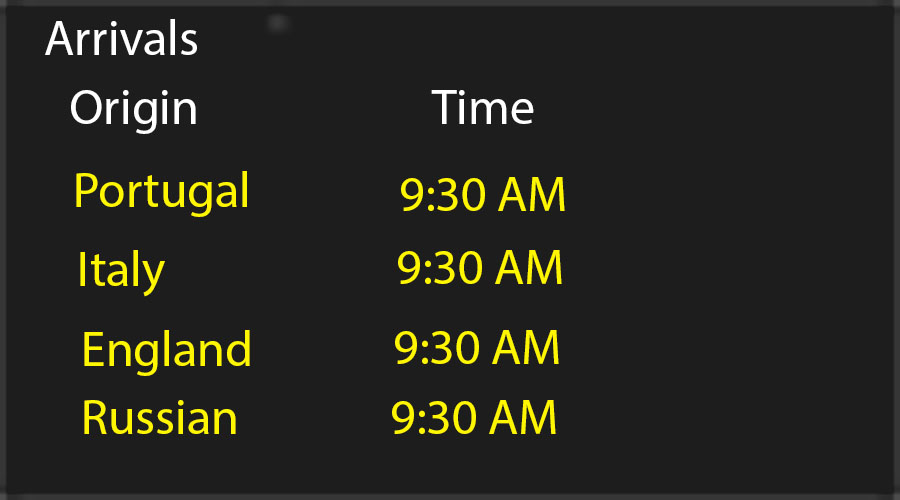 Arrivals
Origin Time
Portugal 9:30 AM
Italy 9:30 AM
England 9:30 AM
Russian 9:30 AM